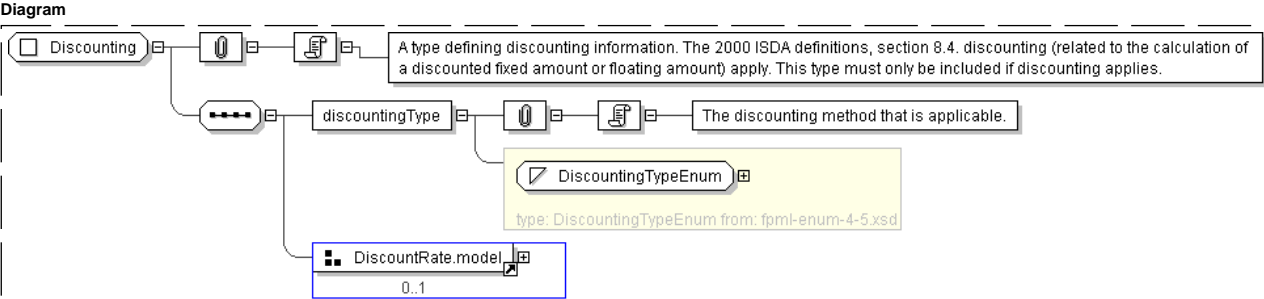 Diagram
Discounting
A type defining discounting information. The 2000 ISDA definitions, section 8.4. discounting (related to the calculation of
a discounted fixed amount or floating amount) apply. This type must only be included if discounting applies.
discountingType
The discounting method that is applicable.
DiscountingTypeEnum
type: DiscountingTypeEnum from: fpml-enum-4-5.xsd
DiscountRate.model
0..1